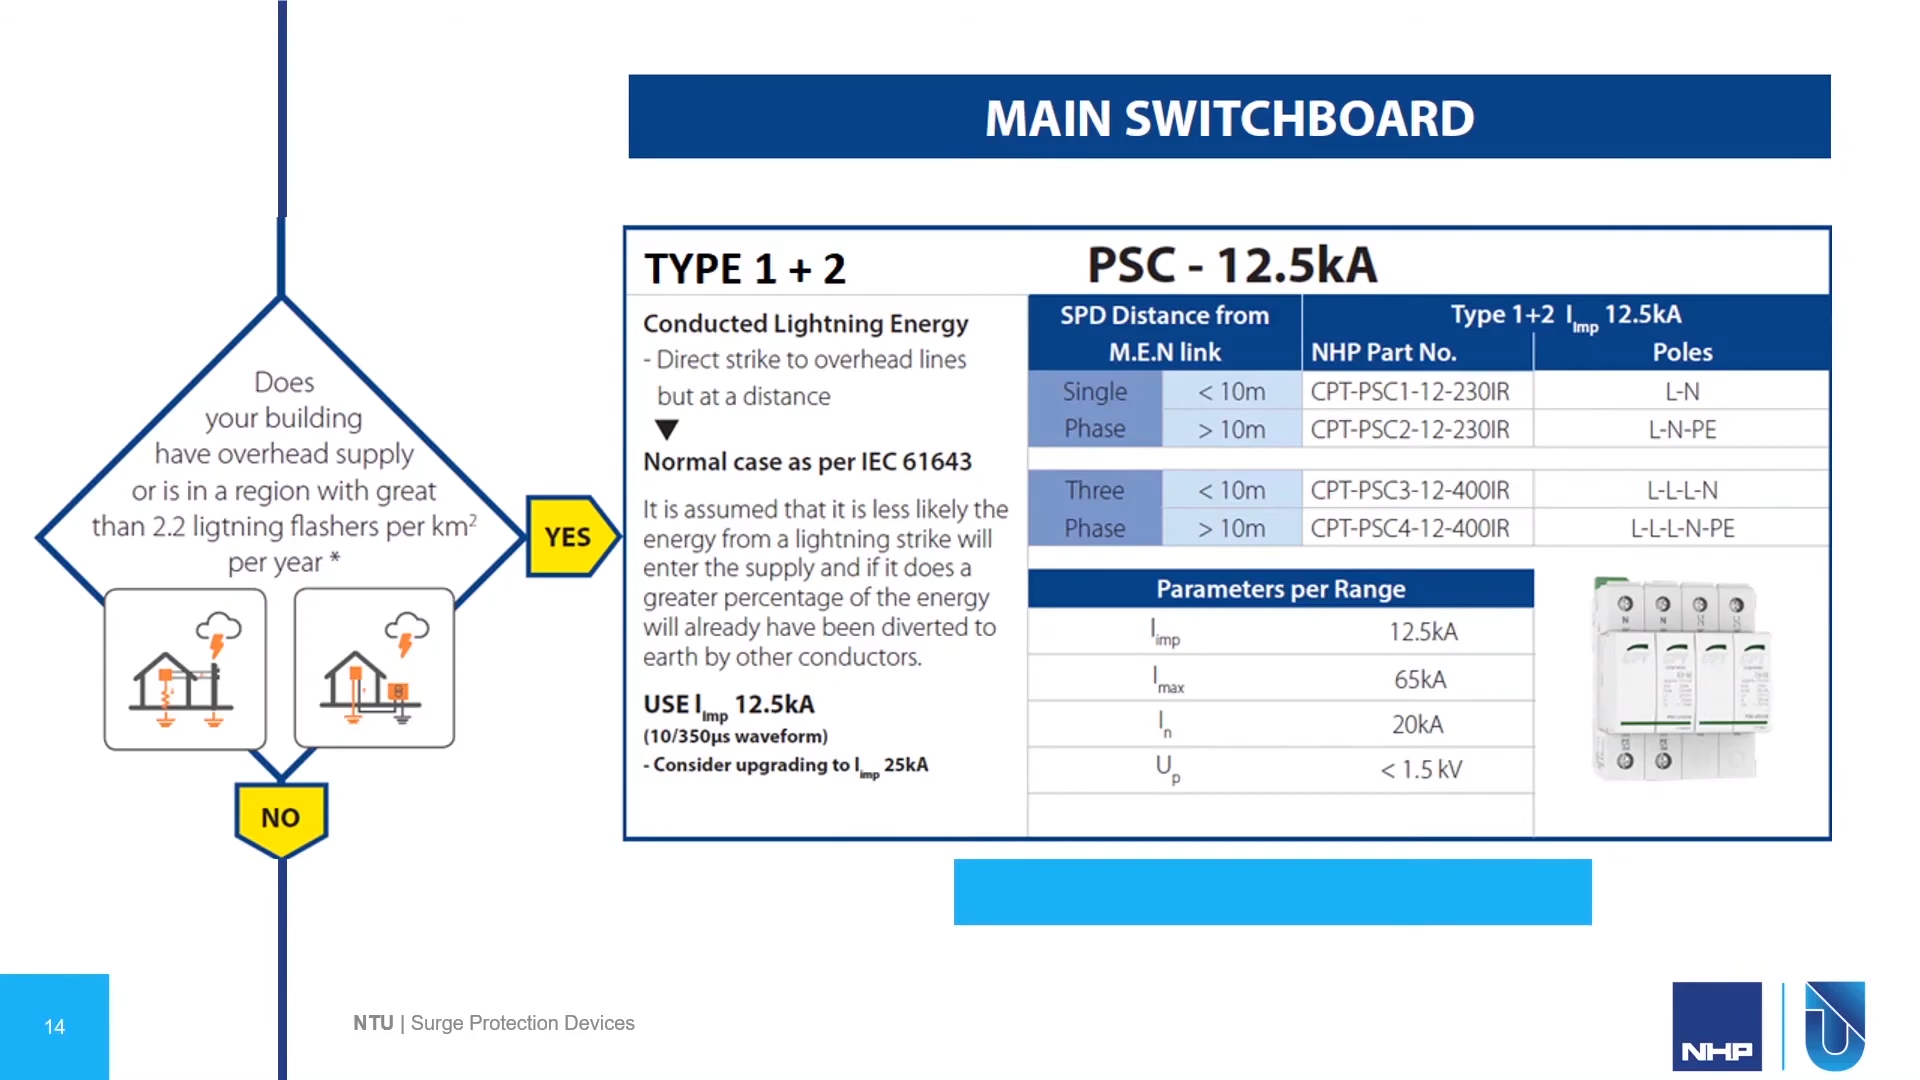 MAIN SWITCHBOARD
Does
your building
have overhead supply
or is in a region with great
than 2.2 ligtning flashers per km²
per year *
YES
NO
TYPE 1 + 2
PSC - 12.5kA
Conducted Lightning Energy
- Direct strike to overhead lines
but at a distance
▼
Normal case as per IEC 61643
It is assumed that it is less likely the
energy from a lightning strike will
enter the supply and if it does a
greater percentage of the energy
will already have been diverted to
earth by other conductors.
USE Iimp 12.5kA
(10/350µs waveform)
- Consider upgrading to Iimp 25kA
SPD Distance from
M.E.N link
Type 1+2 Iimp 12.5kA
NHP Part No. Poles
Single < 10m CPT-PSC1-12-230IR L-N
Phase > 10m CPT-PSC2-12-230IR L-N-PE
Three < 10m CPT-PSC3-12-400IR L-L-L-N
Phase > 10m CPT-PSC4-12-400IR L-L-L-N-PE
Parameters per Range
Iimp 12.5kA
Imax 65kA
In 20kA
Up < 1.5 kV
14
NTU | Surge Protection Devices
NHP
U